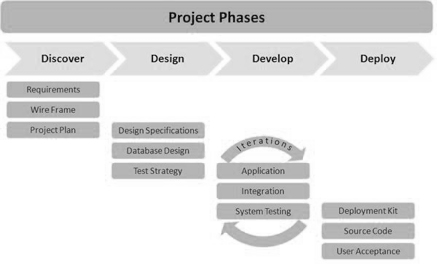 Project Phases
Discover Design Develop Deploy
Requirements
Wire Frame
Project Plan
Design Specifications
Database Design
Test Strategy
Iterations
Application
Integration
System Testing
Deployment Kit
Source Code
User Acceptance